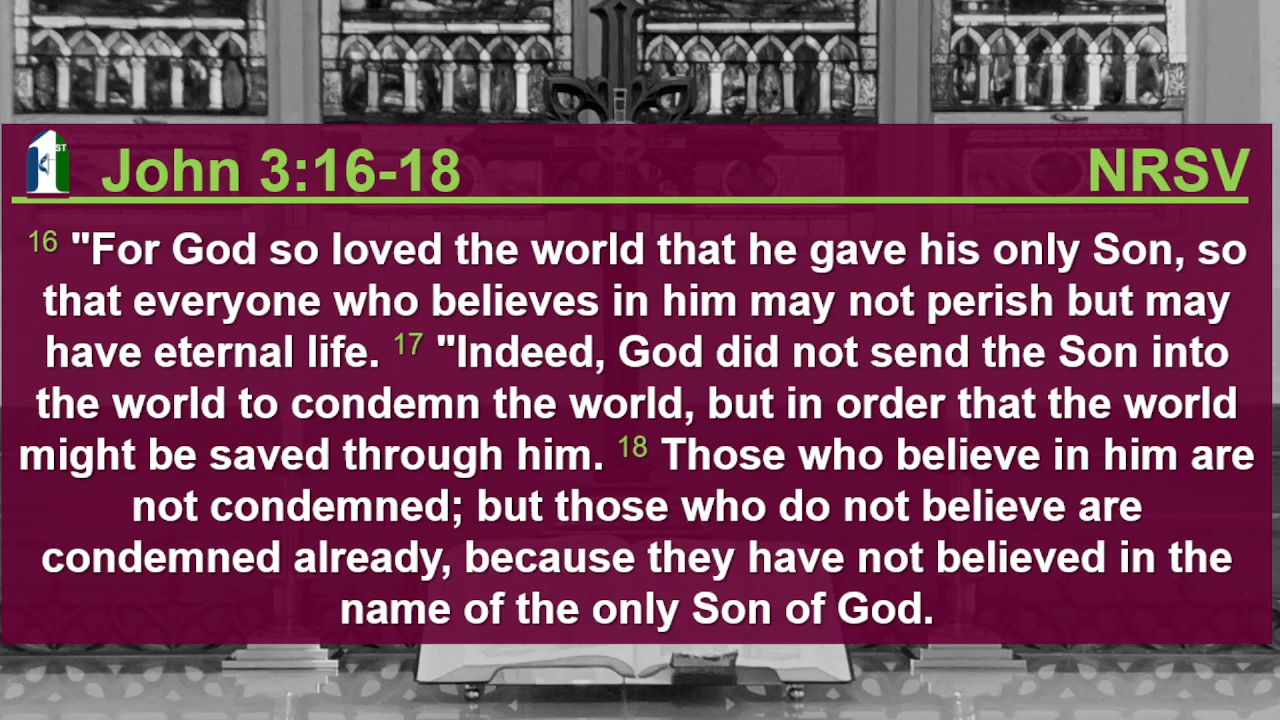 1ST
John 3:16-18 NRSV
16 "For God so loved the world that he gave his only Son, so
that everyone who believes in him may not perish but may
have eternal life. 17 "Indeed, God did not send the Son into
the world to condemn the world, but in order that the world
might be saved through him. 18 Those who believe in him are
not condemned; but those who do not believe are
condemned already, because they have not believed in the
name of the only Son of God.